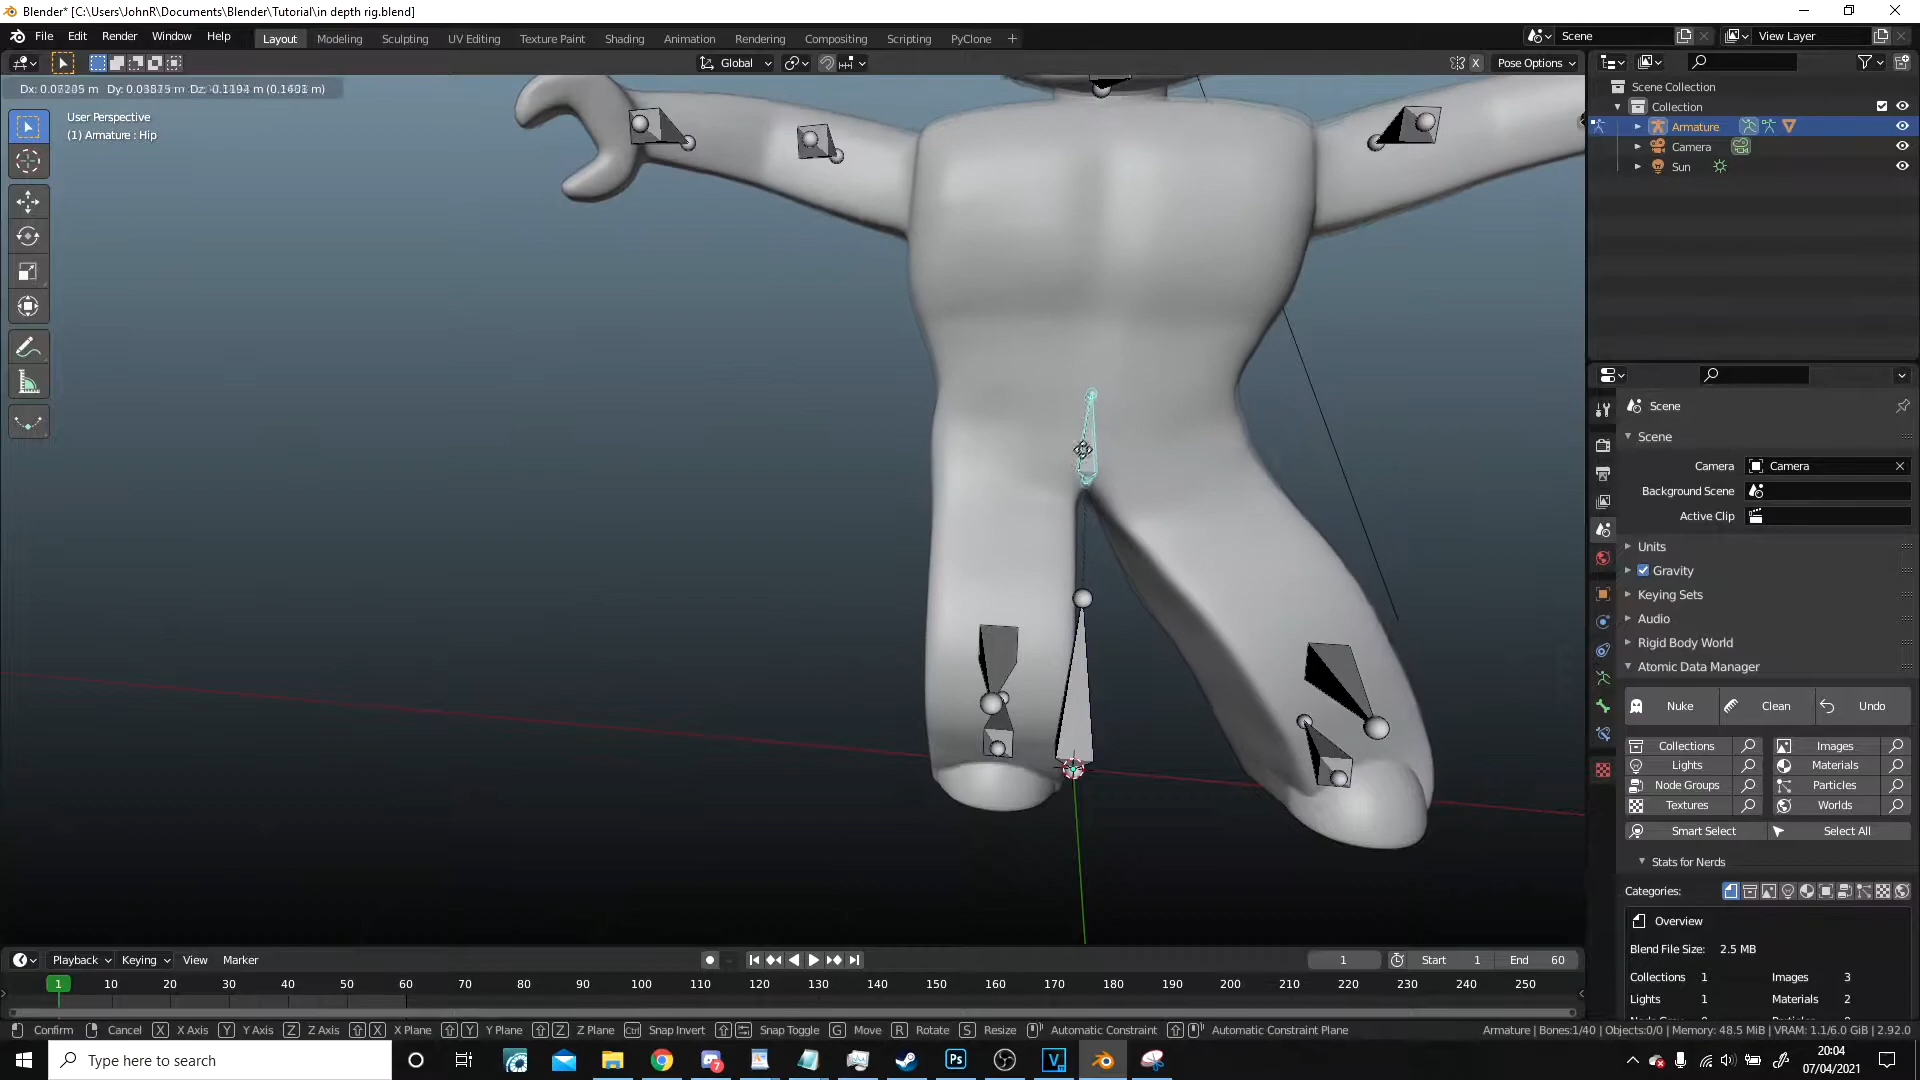 Blender* [C:\Users\JohnR\Documents\Blender\Tutorial\in depth rig.blend]
File Edit Render Window Help Layout Modeling Sculpting UV Editing Texture Paint Shading Animation Rendering Compositing Scripting PyClone Scene View Layer
Global X Pose Options
User Perspective
(1) Armature : Hip
Scene Collection
Collection
Armature
Camera
Sun
Scene
Scene
Camera Camera
Background Scene
Active Clip
Units
Gravity
Keying Sets
Audio
Rigid Body World
Atomic Data Manager
Nuke Clean Undo
Collections Images
Lights Materials
Node Groups Particles
Textures Worlds
Smart Select Select All
Stats for Nerds
Categories:
Overview
Blend File Size: 2.5 MB
Collections 1 Images 3
Lights 1 Materials 2
Playback Keying View Marker 1 Start 1 End 60
1 10 20 30 40 50 60 70 80 90 100 110 120 130 140 150 160 170 180 190 200 210 220 230 240 250
Confirm Cancel X X Axis Y Y Axis Z Z Axis X X Plane Y Y Plane Z Z Plane Ctrl Snap Invert Snap Toggle G Move R Rotate S Resize Automatic Constraint Automatic Constraint Plane Armature | Bones:1/40 | Objects:0/0 | Memory: 48.5 MiB | VRAM: 1.1/6.0 GiB | 2.92.0
Type here to search 7 Ps V
20:04
07/04/2021